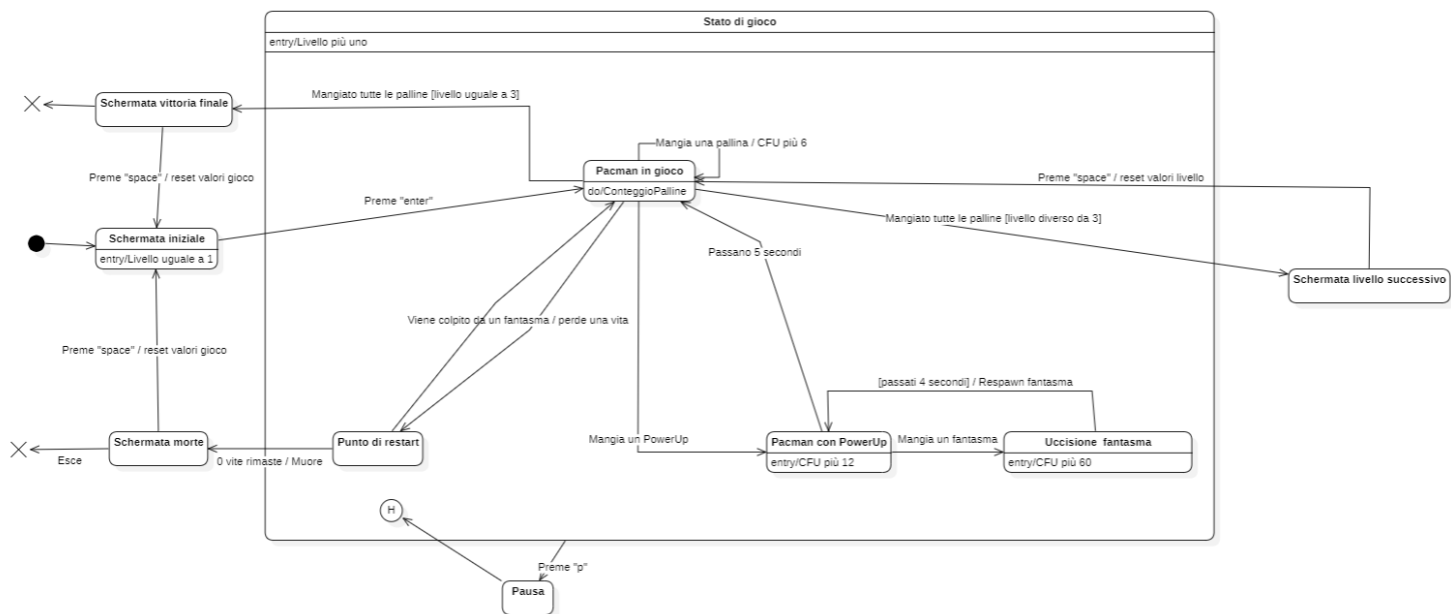 Stato di gioco
entry/Livello più uno
Schermata vittoria finale
Mangiato tutte le palline [livello uguale a 3]
Mangia una pallina / CFU più 6
Pacman in gioco
do/ConteggioPalline
Preme "space" / reset valori gioco
Preme "space" / reset valori livello
Preme "enter"
Mangiato tutte le palline [livello diverso da 3]
Schermata iniziale
entry/Livello uguale a 1
Passano 5 secondi
Schermata livello successivo
Viene colpito da un fantasma / perde una vita
Preme "space" / reset valori gioco
[passati 4 secondi] / Respawn fantasma
Schermata morte
Punto di restart
Mangia un PowerUp
Pacman con PowerUp
entry/CFU più 12
Mangia un fantasma
Uccisione fantasma
entry/CFU più 60
Esce
0 vite rimaste / Muore
H
Preme "p"
Pausa